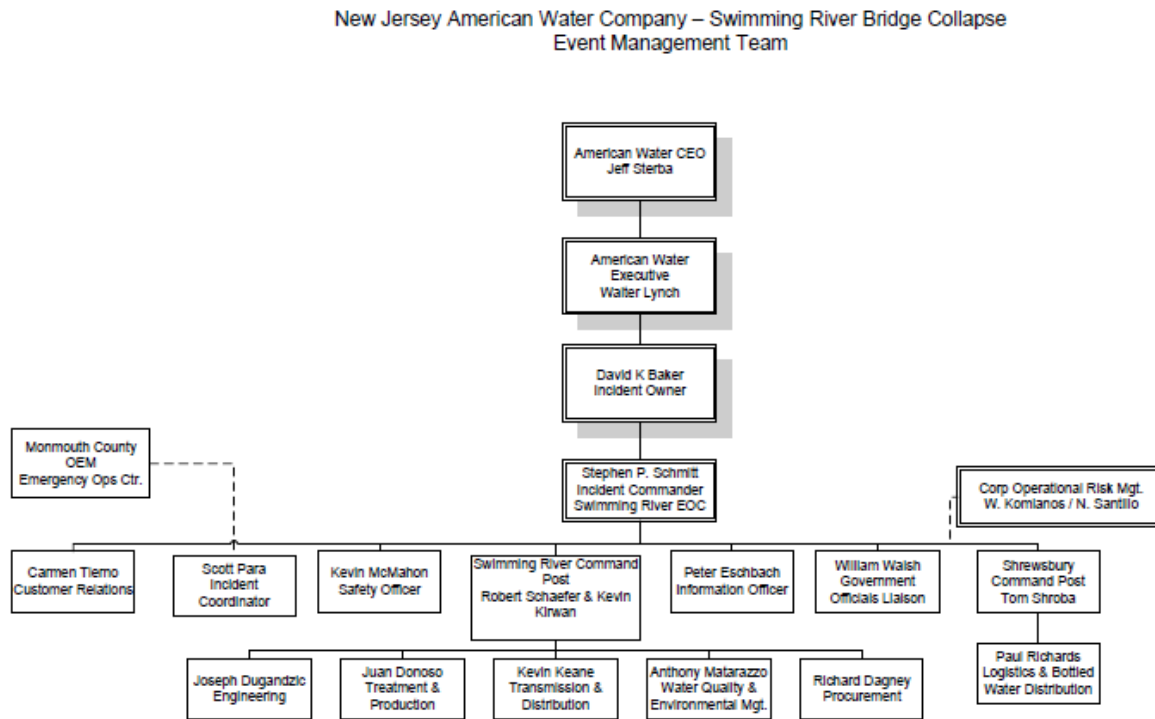 New Jersey American Water Company – Swimming River Bridge Collapse
Event Management Team
American Water CEO
Jeff Sterba
American Water
Executive
Walter Lynch
David K Baker
Incident Owner
Monmouth County
OEM
Emergency Ops Ctr.
Stephen P. Schmitt
Incident Commander
Swimming River EOC
Corp Operational Risk Mgt.
W. Komianos / N. Santillo
Carmen Tierno
Customer Relations
Scott Para
Incident
Coordinator
Kevin McMahon
Safety Officer
Swimming River Command
Post
Robert Schaefer & Kevin
Kirwan
Peter Eschbach
Information Officer
William Walsh
Government
Officials Liaison
Shrewsbury
Command Post
Tom Shroba
Joseph Dugandzic
Engineering
Juan Donoso
Treatment &
Production
Kevin Keane
Transmission &
Distribution
Anthony Matarazzo
Water Quality &
Environmental Mgt.
Richard Dagney
Procurement
Paul Richards
Logistics & Bottled
Water Distribution